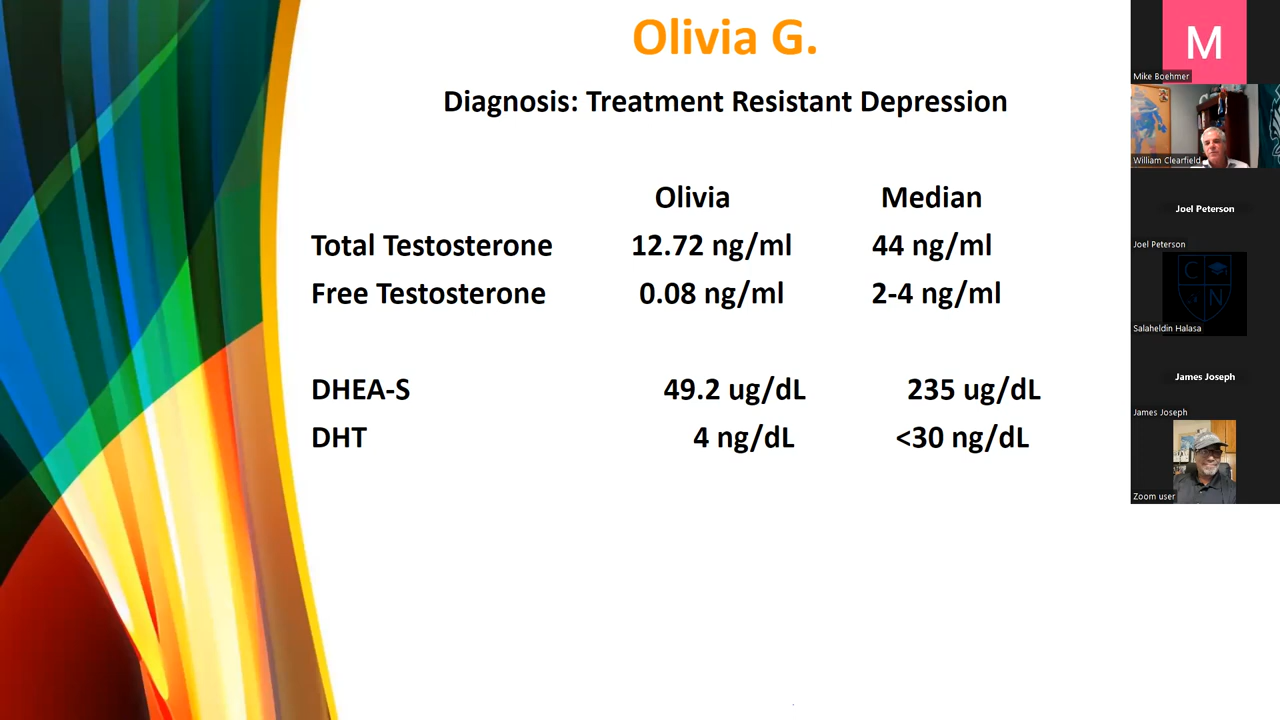 Olivia G.
Diagnosis: Treatment Resistant Depression
Olivia Median
Total Testosterone 12.72 ng/ml 44 ng/ml
Free Testosterone 0.08 ng/ml 2-4 ng/ml
DHEA-S 49.2 ug/dL 235 ug/dL
DHT 4 ng/dL <30 ng/dL
M
Mike Boehmer
William Clearfield
Joel Peterson
Joel Peterson
C
N
Salaheldin Halasa
James Joseph
James Joseph
Zoom user